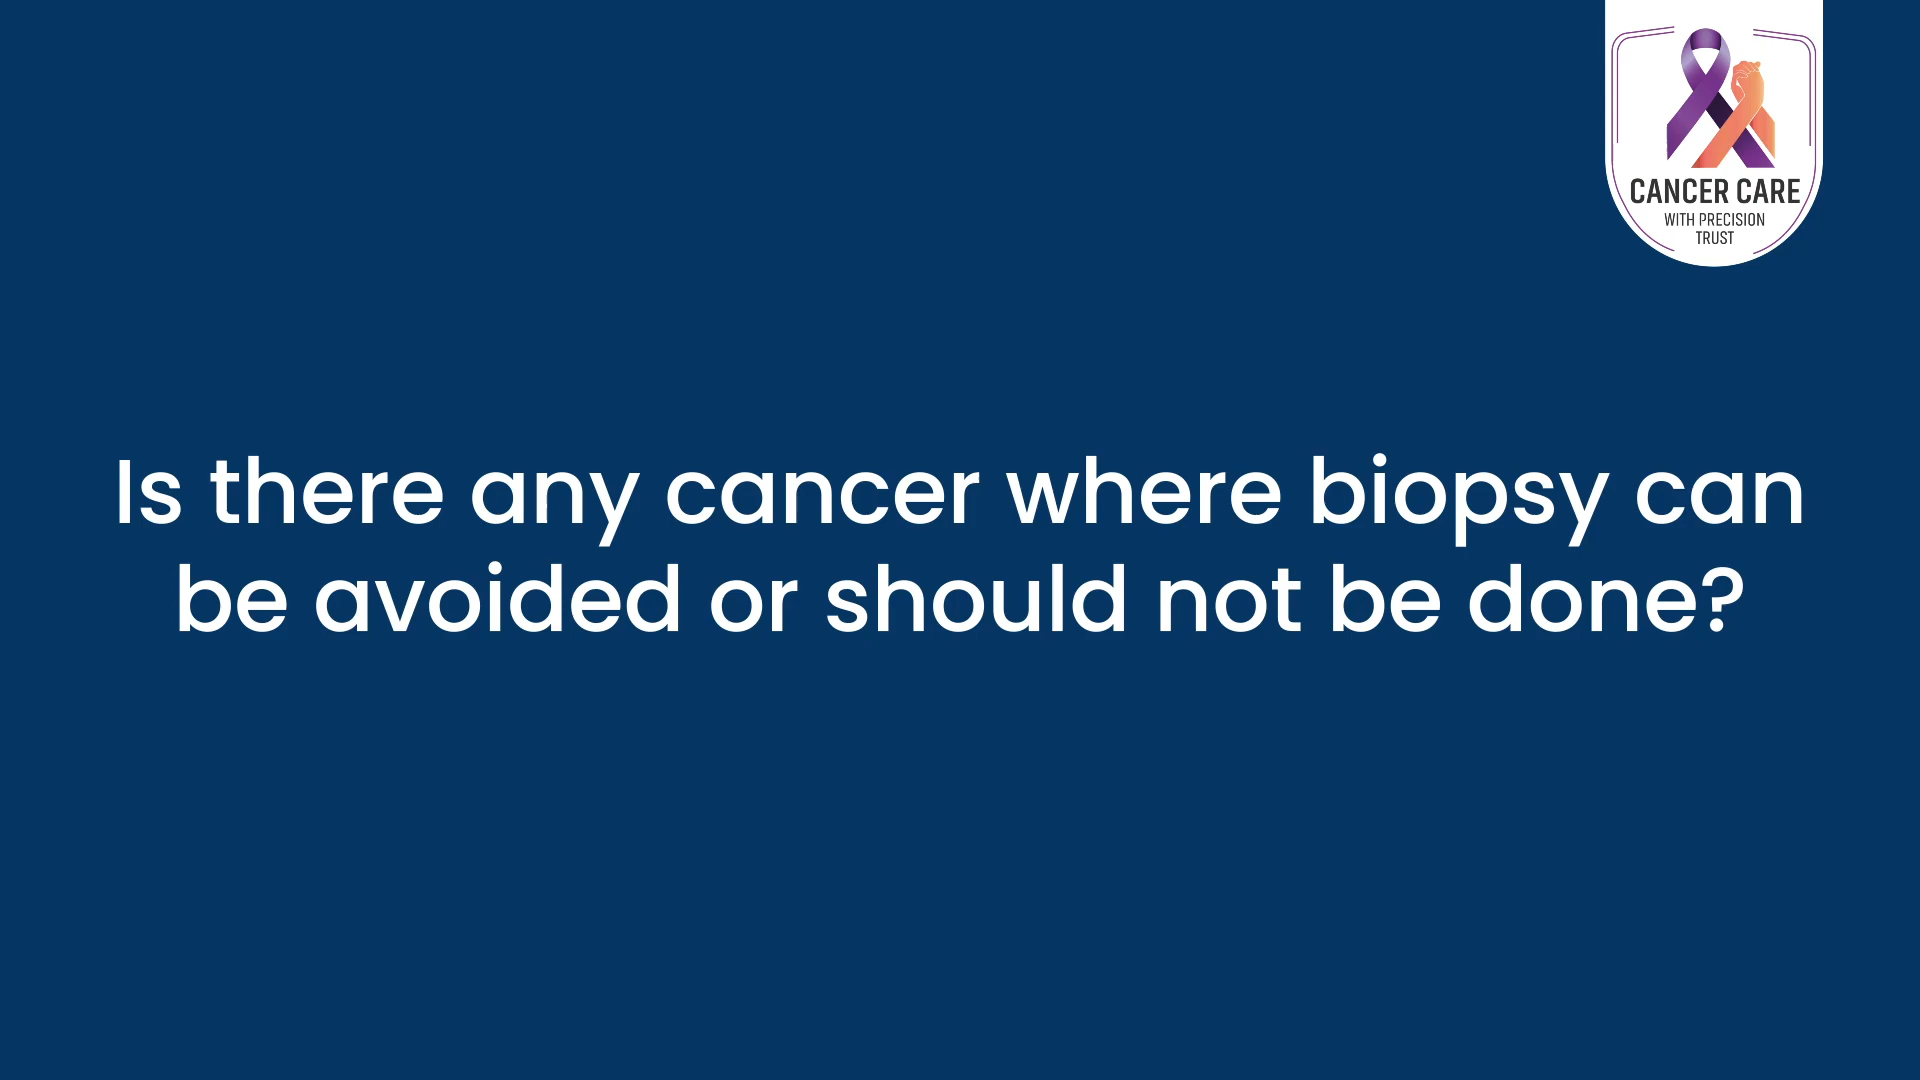 CANCER CARE
WITH PRECISION
TRUST
Is there any cancer where biopsy can
be avoided or should not be done?